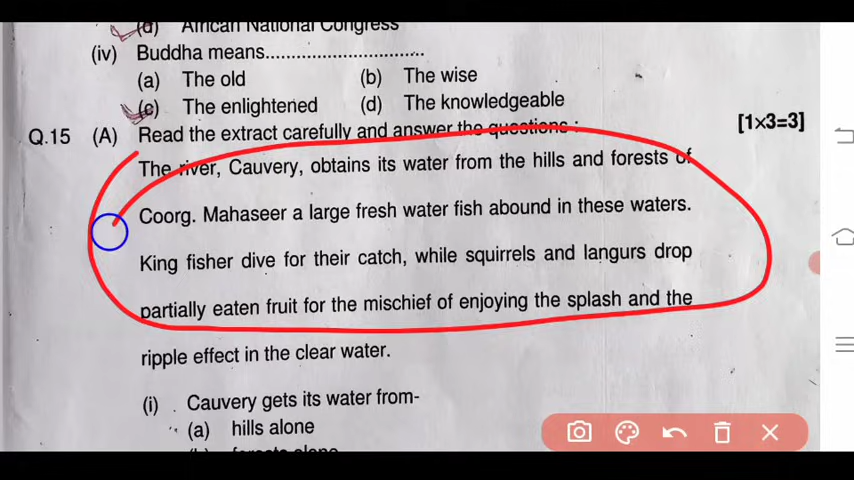 (d) African National Congress
(iv) Buddha means..............................
(a) The old (b) The wise
(c) The enlightened (d) The knowledgeable
Q.15 (A) Read the extract carefully and answer the questions : [1×3=3]
The river, Cauvery, obtains its water from the hills and forests of
Coorg. Mahaseer a large fresh water fish abound in these waters.
King fisher dive for their catch, while squirrels and langurs drop
partially eaten fruit for the mischief of enjoying the splash and the
ripple effect in the clear water.
(i) Cauvery gets its water from-
(a) hills alone